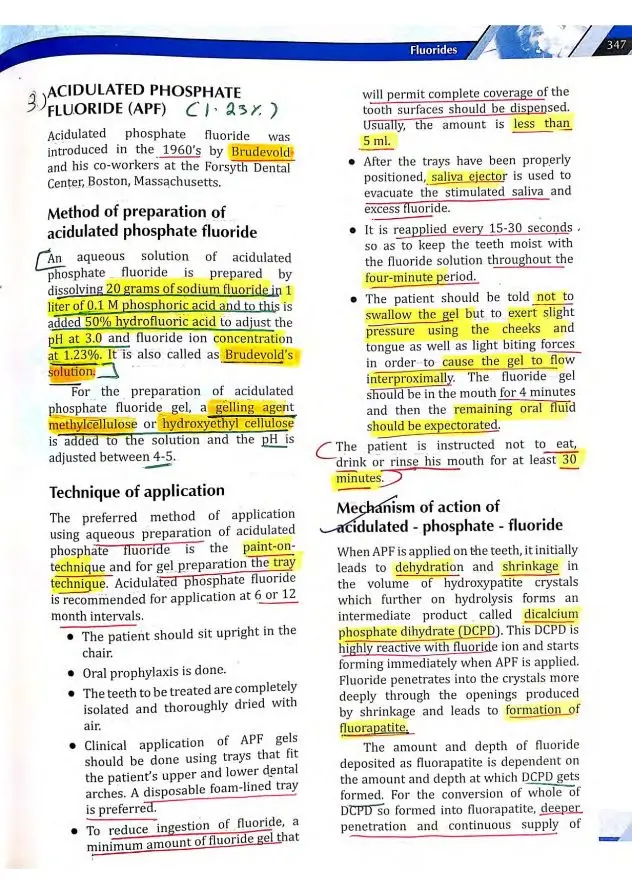 Fluorides
347
3.) ACIDULATED PHOSPHATE
FLUORIDE (APF) (1.23%)
Acidulated phosphate fluoride was
introduced in the 1960's by Brudevold
and his co-workers at the Forsyth Dental
Center, Boston, Massachusetts.
Method of preparation of
acidulated phosphate fluoride
An aqueous solution of acidulated
phosphate fluoride is prepared by
dissolving 20 grams of sodium fluoride in 1
liter of 0.1 M phosphoric acid and to this is
added 50% hydrofluoric acid to adjust the
pH at 3.0 and fluoride ion concentration
at 1.23%. It is also called as Brudevold's
solution.
For the preparation of acidulated
phosphate fluoride gel, a gelling agent
methylcellulose or hydroxyethyl cellulose
is added to the solution and the pH is
adjusted between 4-5.
Technique of application
The preferred method of application
using aqueous preparation of acidulated
phosphate fluoride is the paint-on-
technique and for gel preparation the tray
technique. Acidulated phosphate fluoride
is recommended for application at 6 or 12
month intervals.
• The patient should sit upright in the
chair.
• Oral prophylaxis is done.
• The teeth to be treated are completely
isolated and thoroughly dried with
air.
• Clinical application of APF gels
should be done using trays that fit
the patient's upper and lower dental
arches. A disposable foam-lined tray
is preferred.
• To reduce ingestion of fluoride, a
minimum amount of fluoride gel that
will permit complete coverage of the
tooth surfaces should be dispensed.
Usually, the amount is less than
5 ml.
• After the trays have been properly
positioned, saliva ejector is used to
evacuate the stimulated saliva and
excess fluoride.
• It is reapplied every 15-30 seconds
so as to keep the teeth moist with
the fluoride solution throughout the
four-minute period.
• The patient should be told not to
swallow the gel but to exert slight
pressure using the cheeks and
tongue as well as light biting forces
in order to cause the gel to flow
interproximally. The fluoride gel
should be in the mouth for 4 minutes
and then the remaining oral fluid
should be expectorated.
The patient is instructed not to eat,
drink or rinse his mouth for at least 30
minutes.
Mechanism of action of
acidulated - phosphate - fluoride
When APF is applied on the teeth, it initially
leads to dehydration and shrinkage in
the volume of hydroxypatite crystals
which further on hydrolysis forms an
intermediate product called dicalcium
phosphate dihydrate (DCPD). This DCPD is
highly reactive with fluoride ion and starts
forming immediately when APF is applied.
Fluoride penetrates into the crystals more
deeply through the openings produced
by shrinkage and leads to formation of
fluorapatite.
The amount and depth of fluoride
deposited as fluorapatite is dependent on
the amount and depth at which DCPD gets
formed. For the conversion of whole of
DCPD so formed into fluorapatite, deeper
penetration and continuous supply of